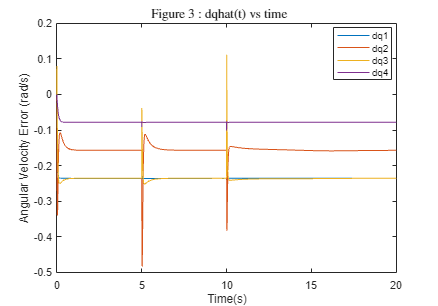 Figure 3 : dqhat(t) vs time
0.2
0.1
0
-0.1
-0.2
-0.3
-0.4
-0.5
Angular Velocity Error (rad/s)
dq1
dq2
dq3
dq4
0
5
10
15
20
Time(s)